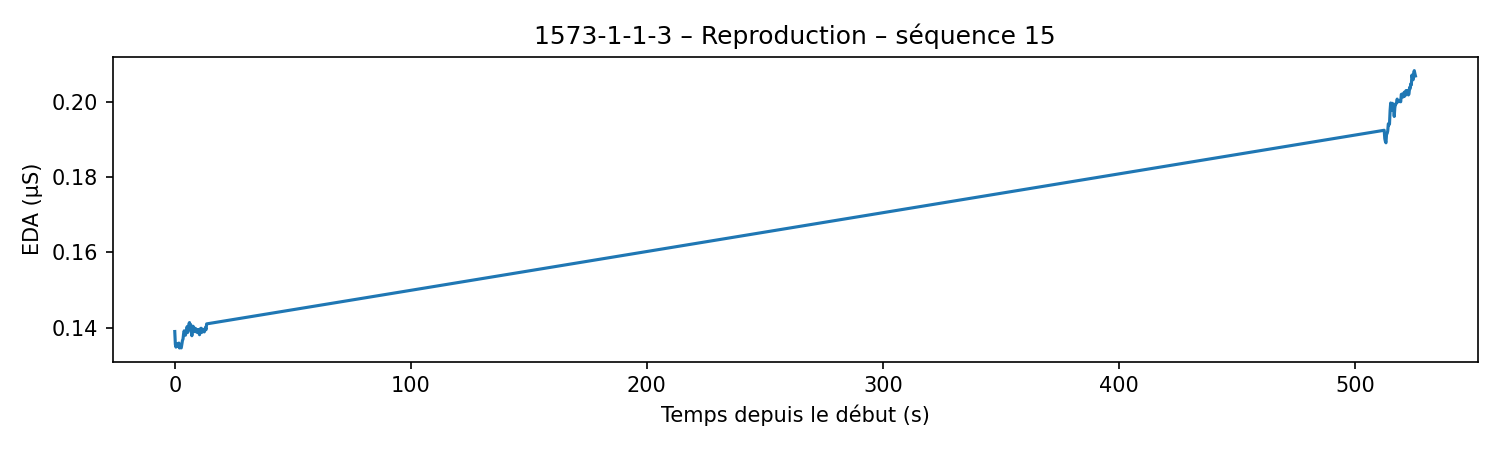 1573-1-1-3 – Reproduction – séquence 15
EDA (µS)
0.20
0.18
0.16
0.14
0 100 200 300 400 500
Temps depuis le début (s)